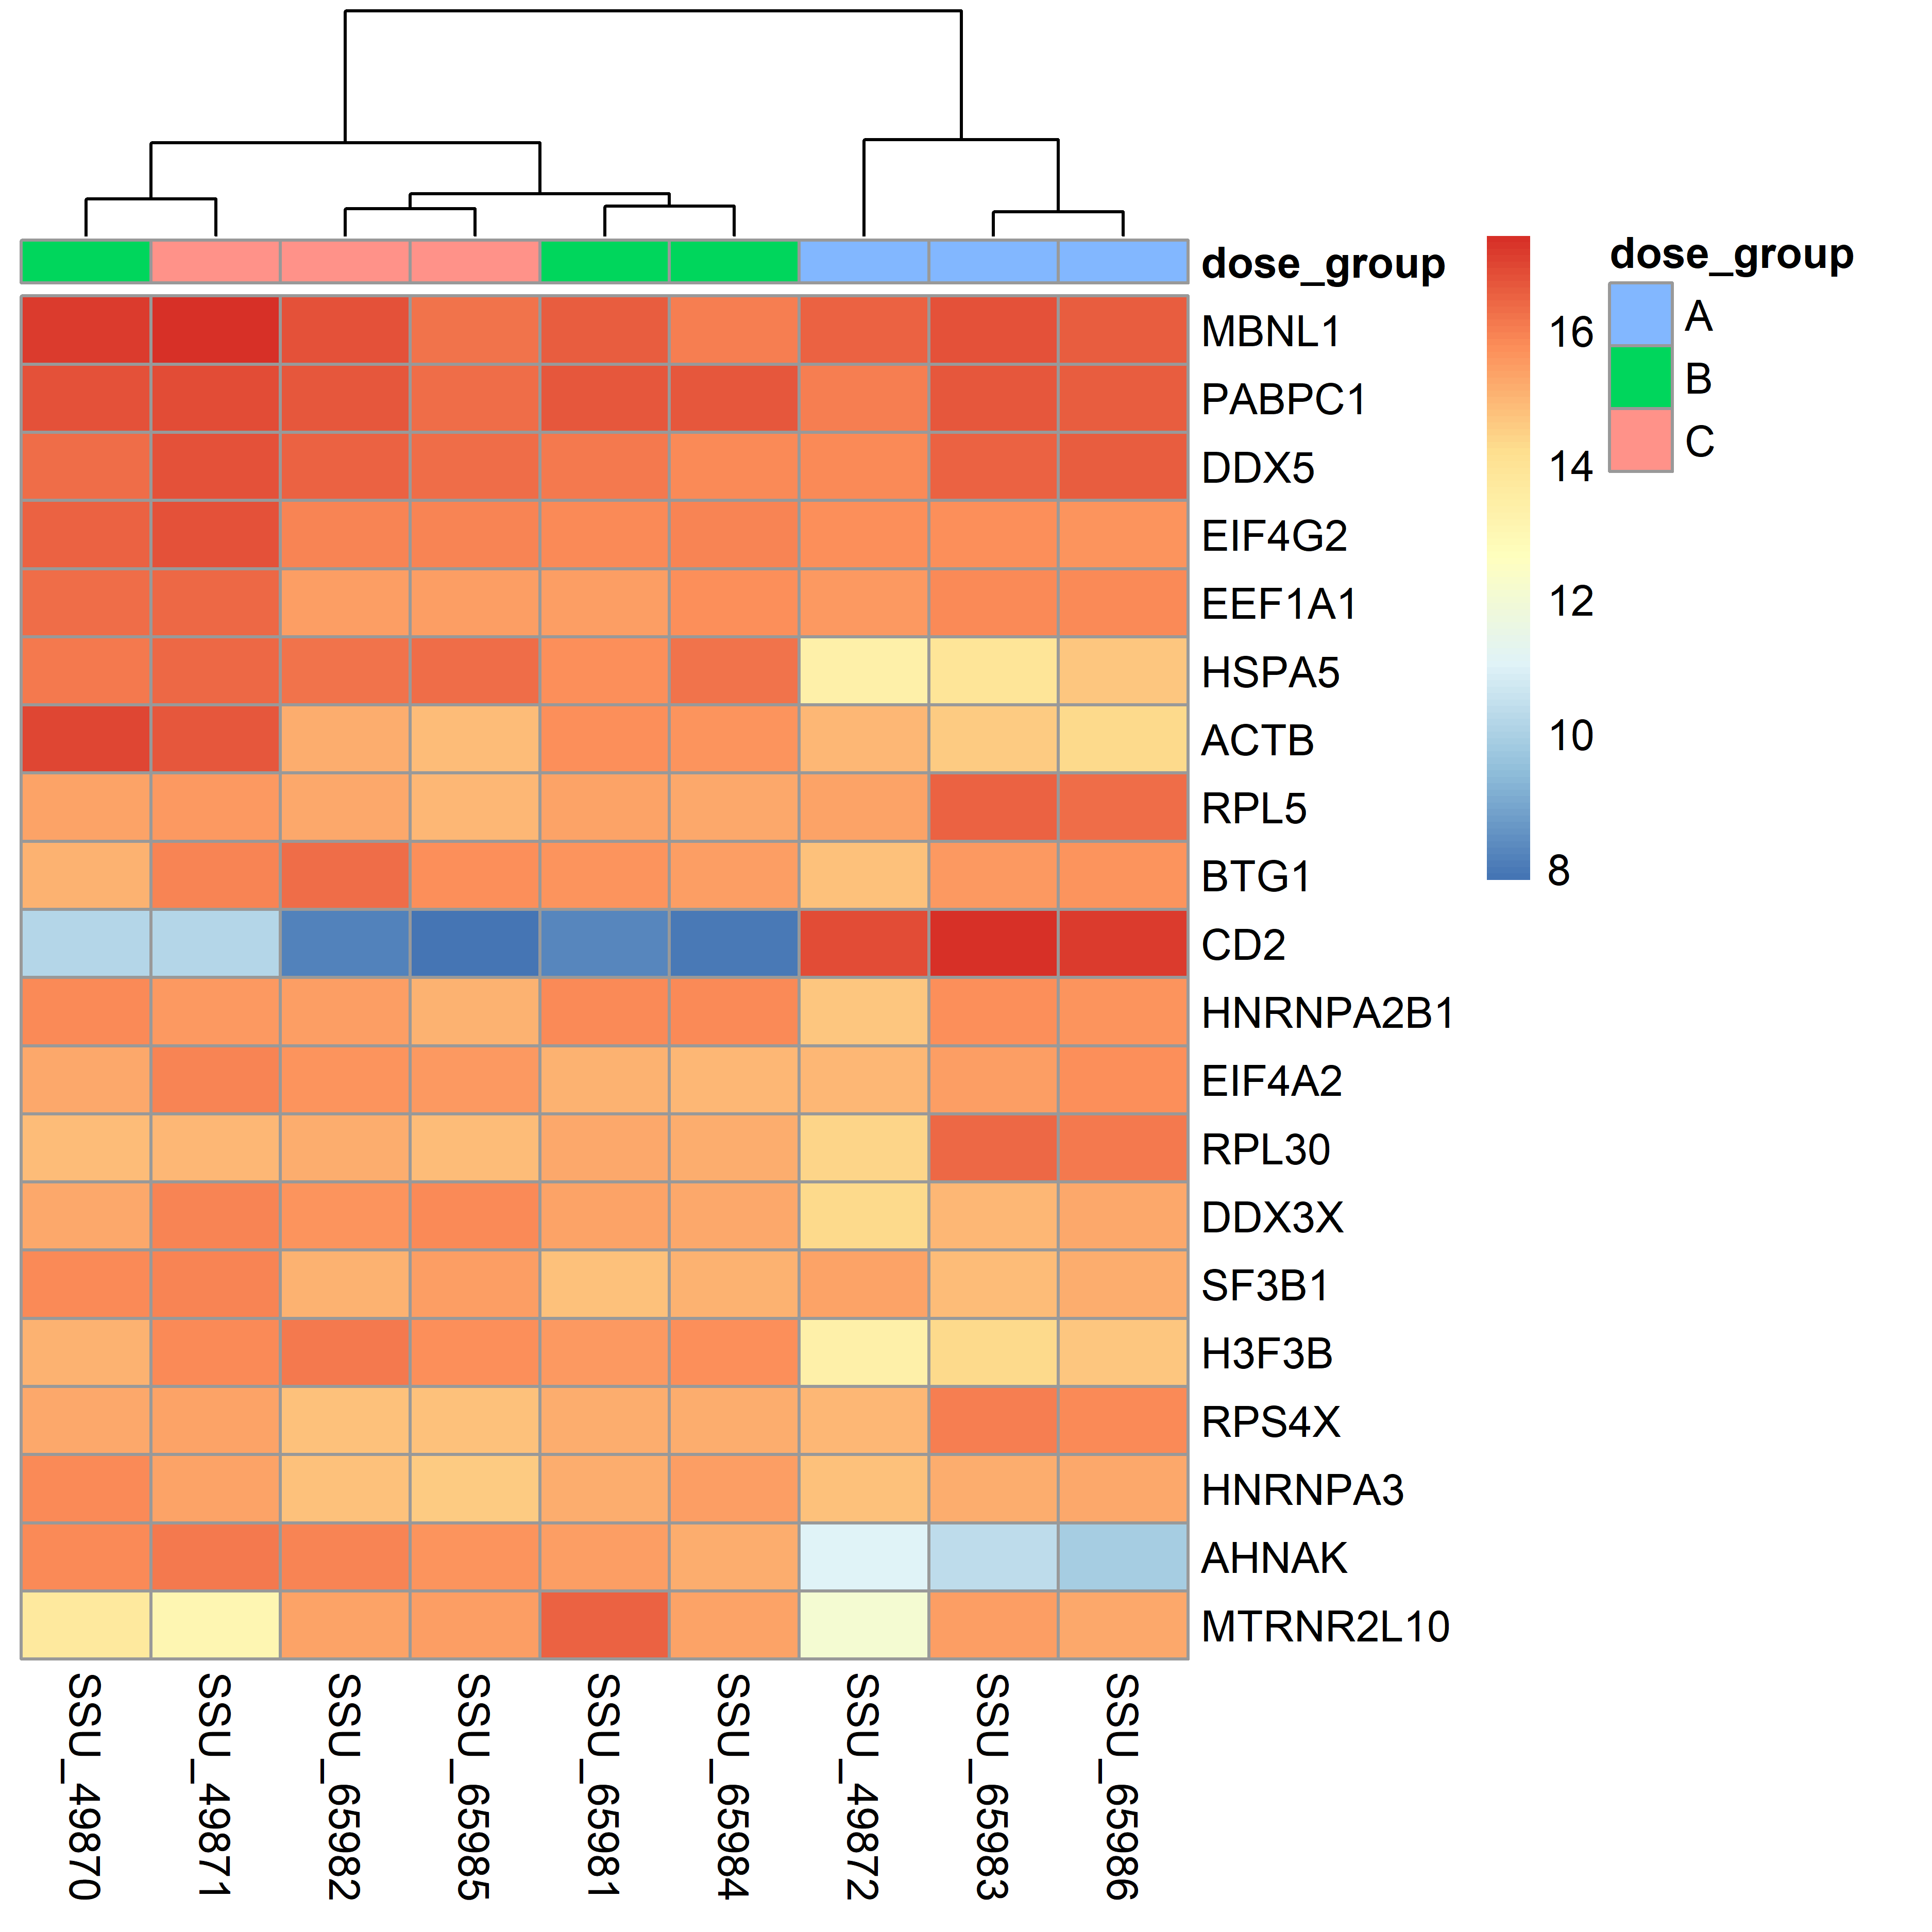 dose_group
MBNL1
PABPC1
DDX5
EIF4G2
EEF1A1
HSPA5
ACTB
RPL5
BTG1
CD2
HNRNPA2B1
EIF4A2
RPL30
DDX3X
SF3B1
H3F3B
RPS4X
HNRNPA3
AHNAK
MTRNR2L10
SSU_49870
SSU_49871
SSU_65982
SSU_65985
SSU_65981
SSU_65984
SSU_49872
SSU_65983
SSU_65986
16
14
12
10
8
dose_group
A
B
C